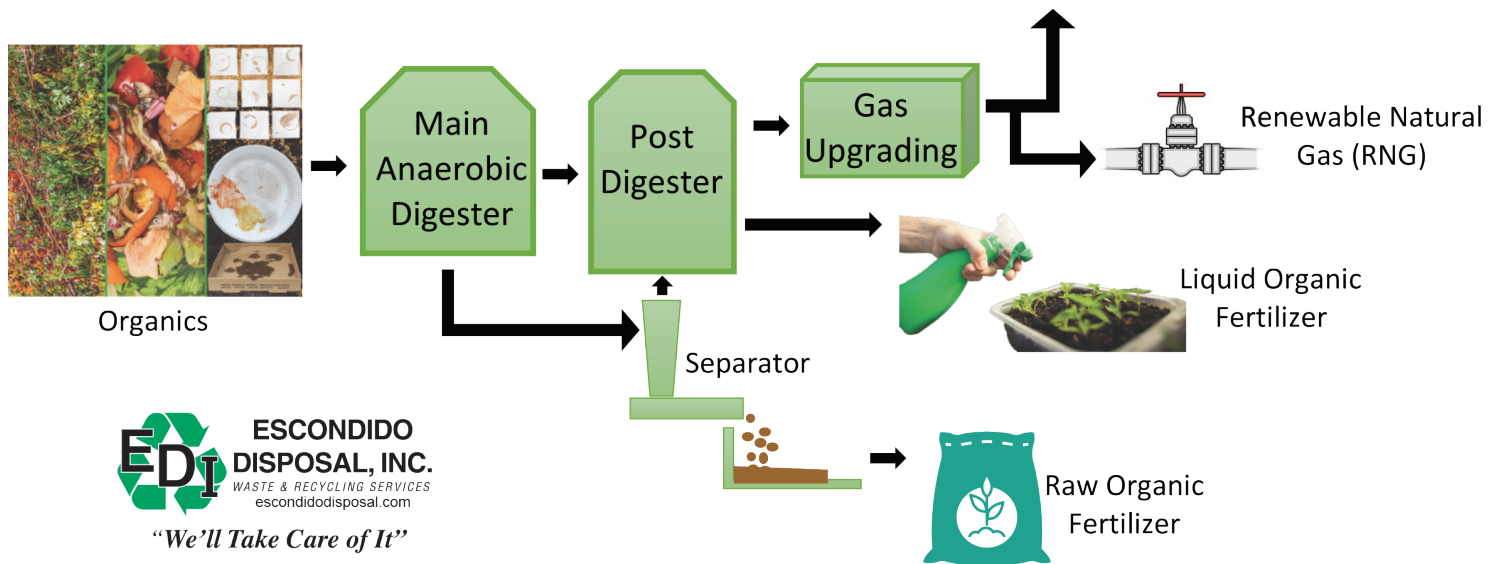 Main
Anaerobic
Digester
Post
Digester
Gas
Upgrading
Renewable Natural
Gas (RNG)
Organics
Liquid Organic
Fertilizer
Separator
Raw Organic
Fertilizer
EDI
ESCONDIDO
DISPOSAL, INC.
WASTE & RECYCLING SERVICES
escondidodisposal.com
“We’ll Take Care of It”